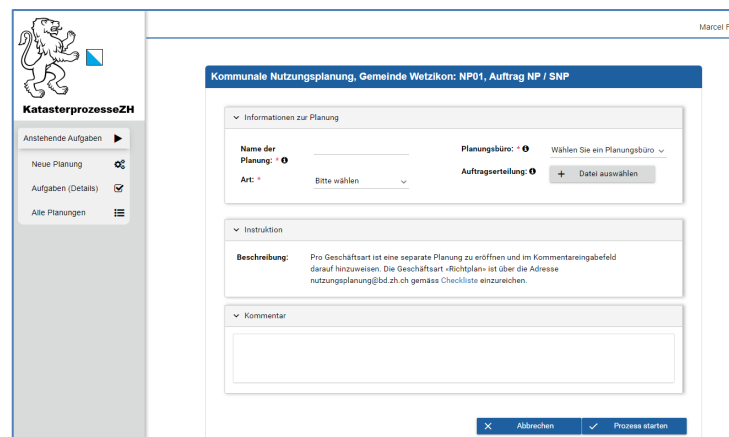 Marcel F
KatasterprozesseZH
Anstehende Aufgaben
Neue Planung
Aufgaben (Details)
Alle Planungen
Kommunale Nutzungsplanung, Gemeinde Wetzikon: NP01, Auftrag NP / SNP
Informationen zur Planung
Name der
Planung: *
Art: * Bitte wählen
Planungsbüro: * Wählen Sie ein Planungsbüro
Auftragserteilung: + Datei auswählen
Instruktion
Beschreibung: Pro Geschäftsart ist eine separate Planung zu eröffnen und im Kommentareingabefeld
darauf hinzuweisen. Die Geschäftsart «Richtplan» ist über die Adresse
nutzungsplanung@bd.zh.ch gemäss Checkliste einzureichen.
Kommentar
Abbrechen
Prozess starten